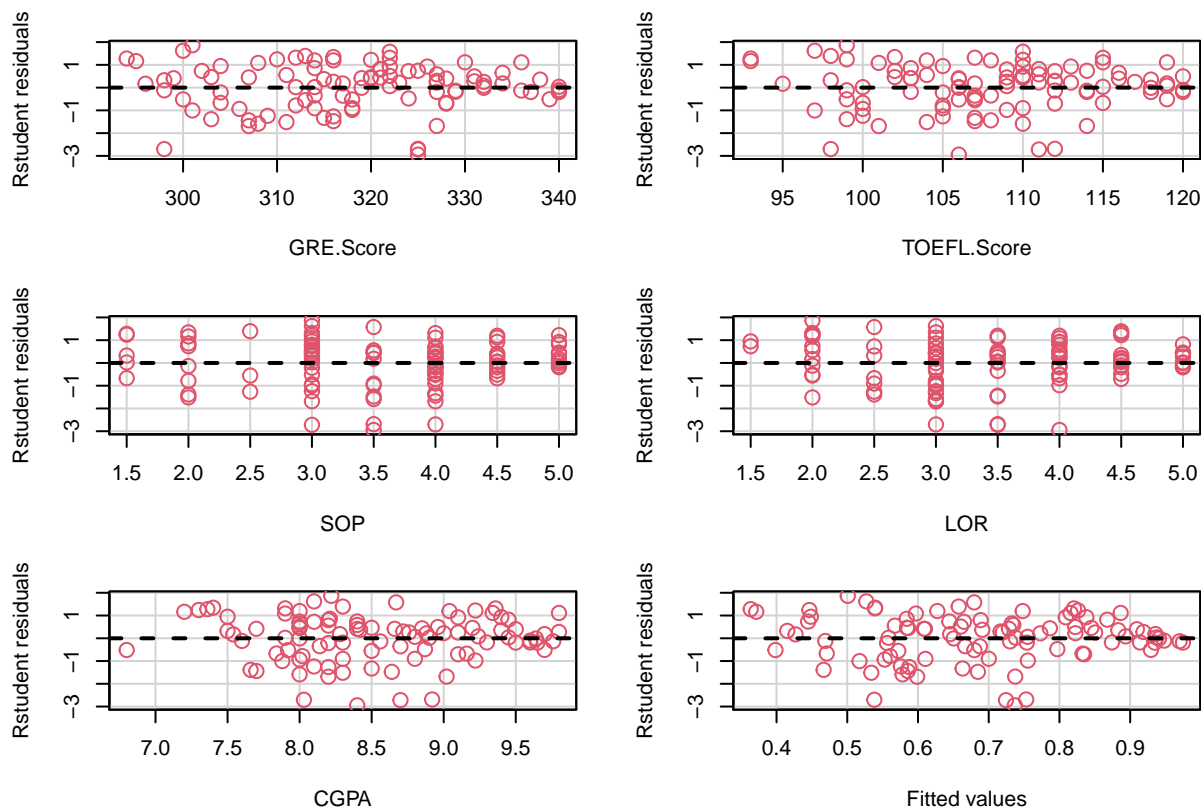 Rstudent residuals
1
−1
−3
300 310 320 330 340
GRE.Score
Rstudent residuals
1
−1
−3
95 100 105 110 115 120
TOEFL.Score
Rstudent residuals
1
−1
−3
1.5 2.0 2.5 3.0 3.5 4.0 4.5 5.0
SOP
Rstudent residuals
1
−1
−3
1.5 2.0 2.5 3.0 3.5 4.0 4.5 5.0
LOR
Rstudent residuals
1
−1
−3
7.0 7.5 8.0 8.5 9.0 9.5
CGPA
Rstudent residuals
1
−1
−3
0.4 0.5 0.6 0.7 0.8 0.9
Fitted values